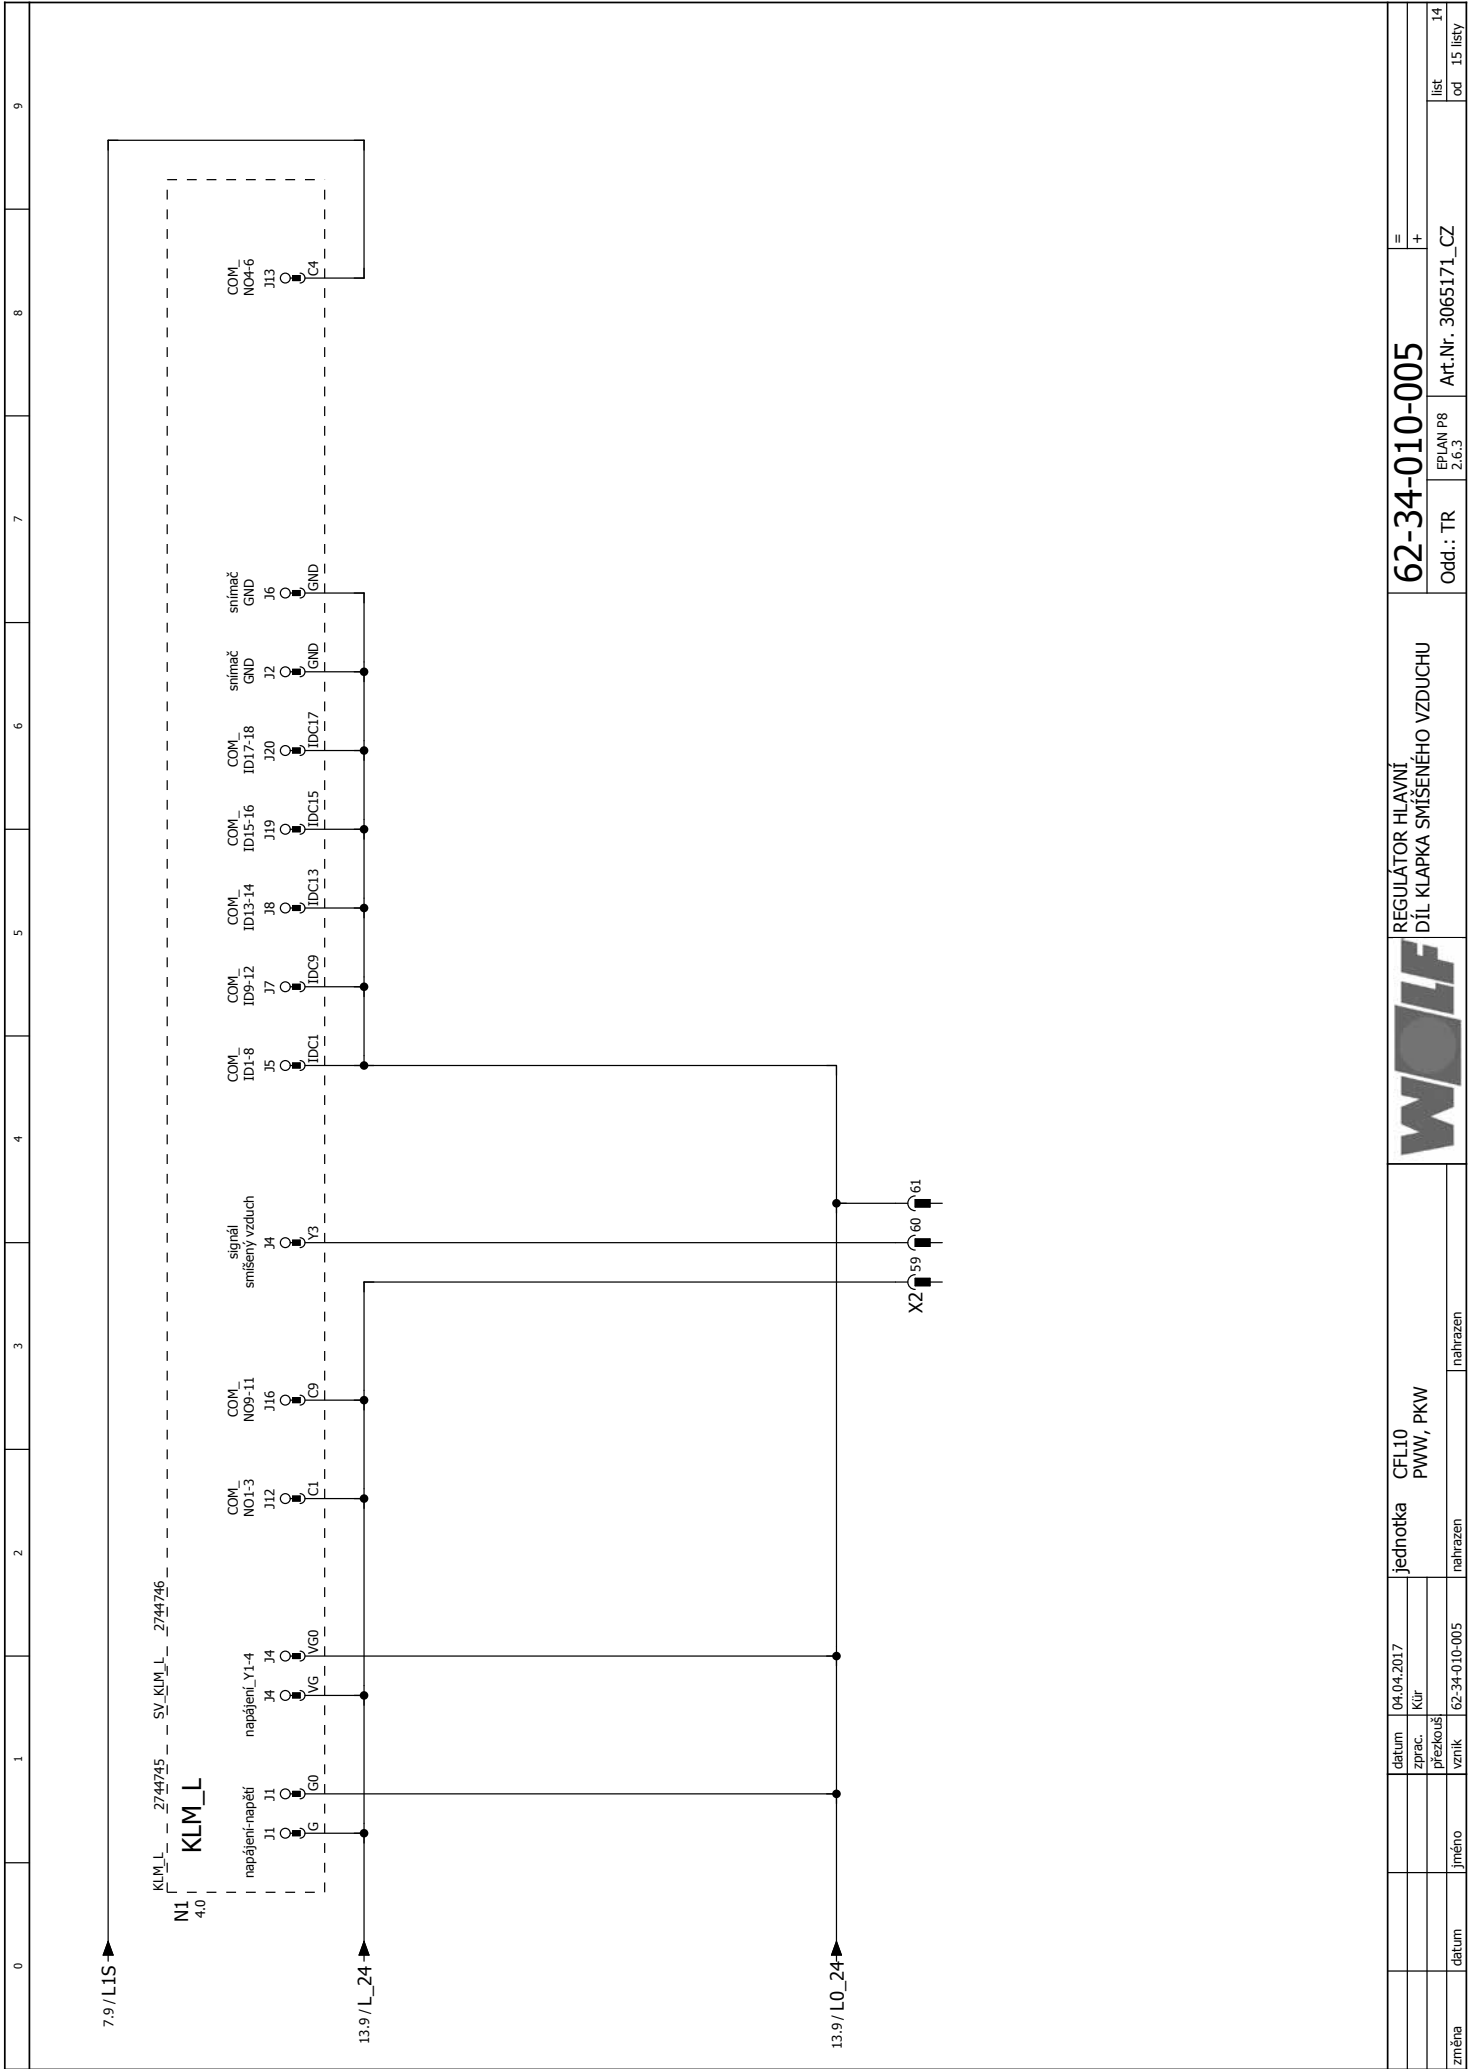 0 1 2 3 4 5 6 7 8 9
7.9 / L1S
KLM_L 2744745 SV_KLM_L 2744746
N1
4.0
KLM_L
napájení-napětí
J1 J1
G G0
napájení_Y1-4
J4 J4
VG VG0
COM_
NO1-3
J12
C1
COM_
NO9-11
J16
C9
signál
smíšený vzduch
J4
Y3
COM_
ID1-8
J5
IDC1
COM_
ID9-12
J7
IDC9
COM_
ID13-14
J8
IDC13
COM_
ID15-16
J19
IDC15
COM_
ID17-18
J20
IDC17
snímač
GND
J2
GND
snímač
GND
J6
GND
COM_
NO4-6
J13
C4
13.9 / L_24
13.9 / L0_24
X2 59 60 61
změna datum jméno
datum 04.04.2017
zprac. Kür
přezkouš.
vznik 62-34-010-005
jednotka CFL10
PWW, PKW
nahrazen nahrazen
WOLF
REGULÁTOR HLAVNÍ
DÍL KLAPKA SMÍŠENÉHO VZDUCHU
62-34-010-005
=
+
Odd.: TR
EPLAN P8
2.6.3
Art.Nr. 3065171_CZ
list 14
od 15 listy